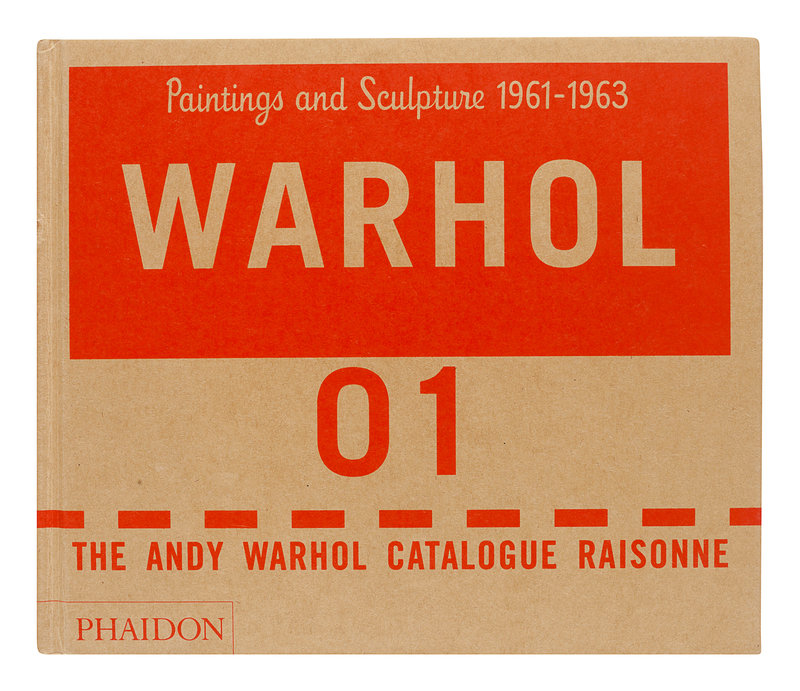 Paintings and Sculpture 1961-1963
WARHOL
01
THE ANDY WARHOL CATALOGUE RAISONNE
PHAIDON